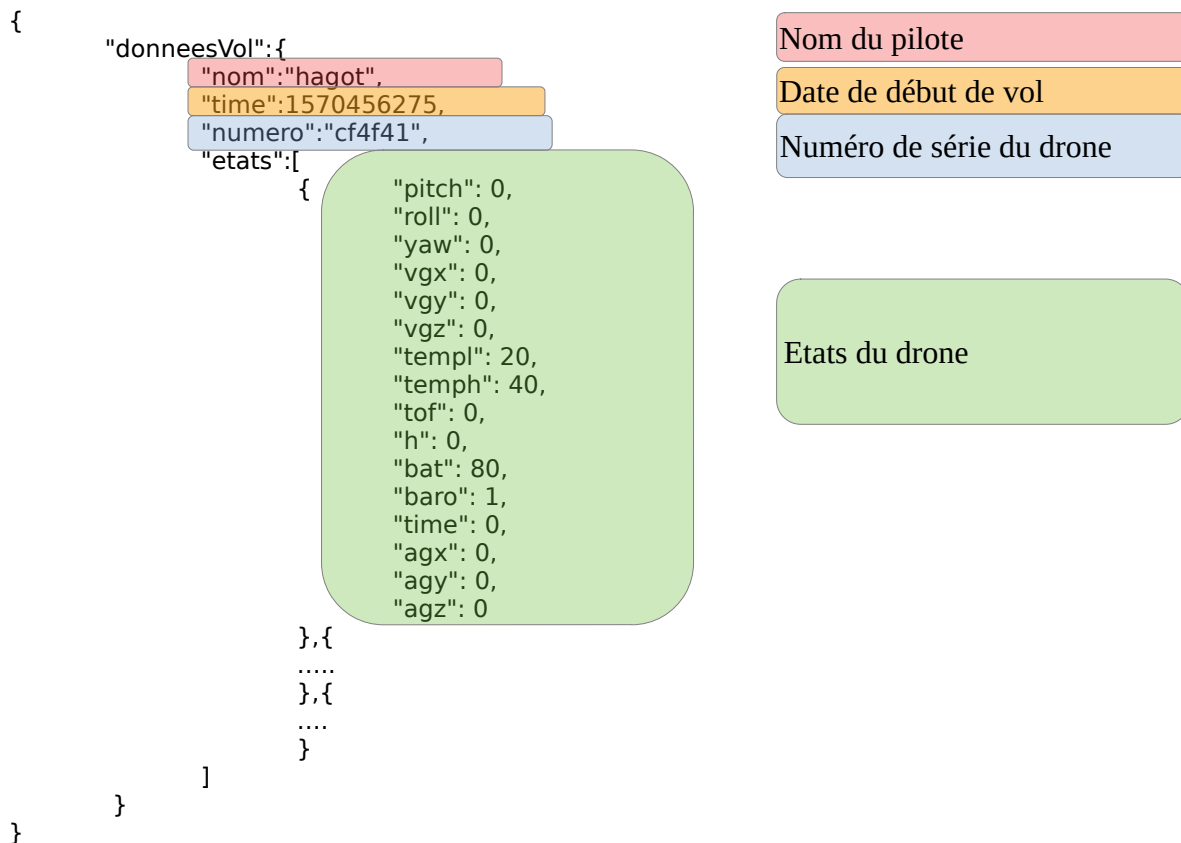 {
"donneesVol":{
"nom":"hagot",
"time":1570456275,
"numero":"cf4f41",
"etats":[
{ "pitch": 0,
"roll": 0,
"yaw": 0,
"vgx": 0,
"vgy": 0,
"vgz": 0,
"templ": 20,
"temph": 40,
"tof": 0,
"h": 0,
"bat": 80,
"baro": 1,
"time": 0,
"agx": 0,
"agy": 0,
"agz": 0
},{
.....
},{
....
}
]
}
}
Nom du pilote
Date de début de vol
Numéro de série du drone
Etats du drone